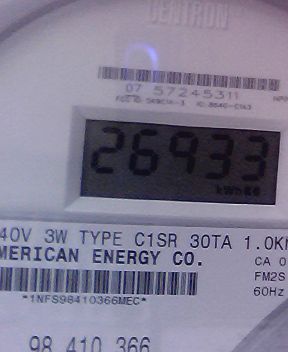 CENTRON
07 57245311
26933
kWh
40V 3W TYPE C1SR 30TA 1.0K
MERICAN ENERGY CO.
CA 0
FM2S
60Hz
*1NFS98410366MEC*
98 410 366